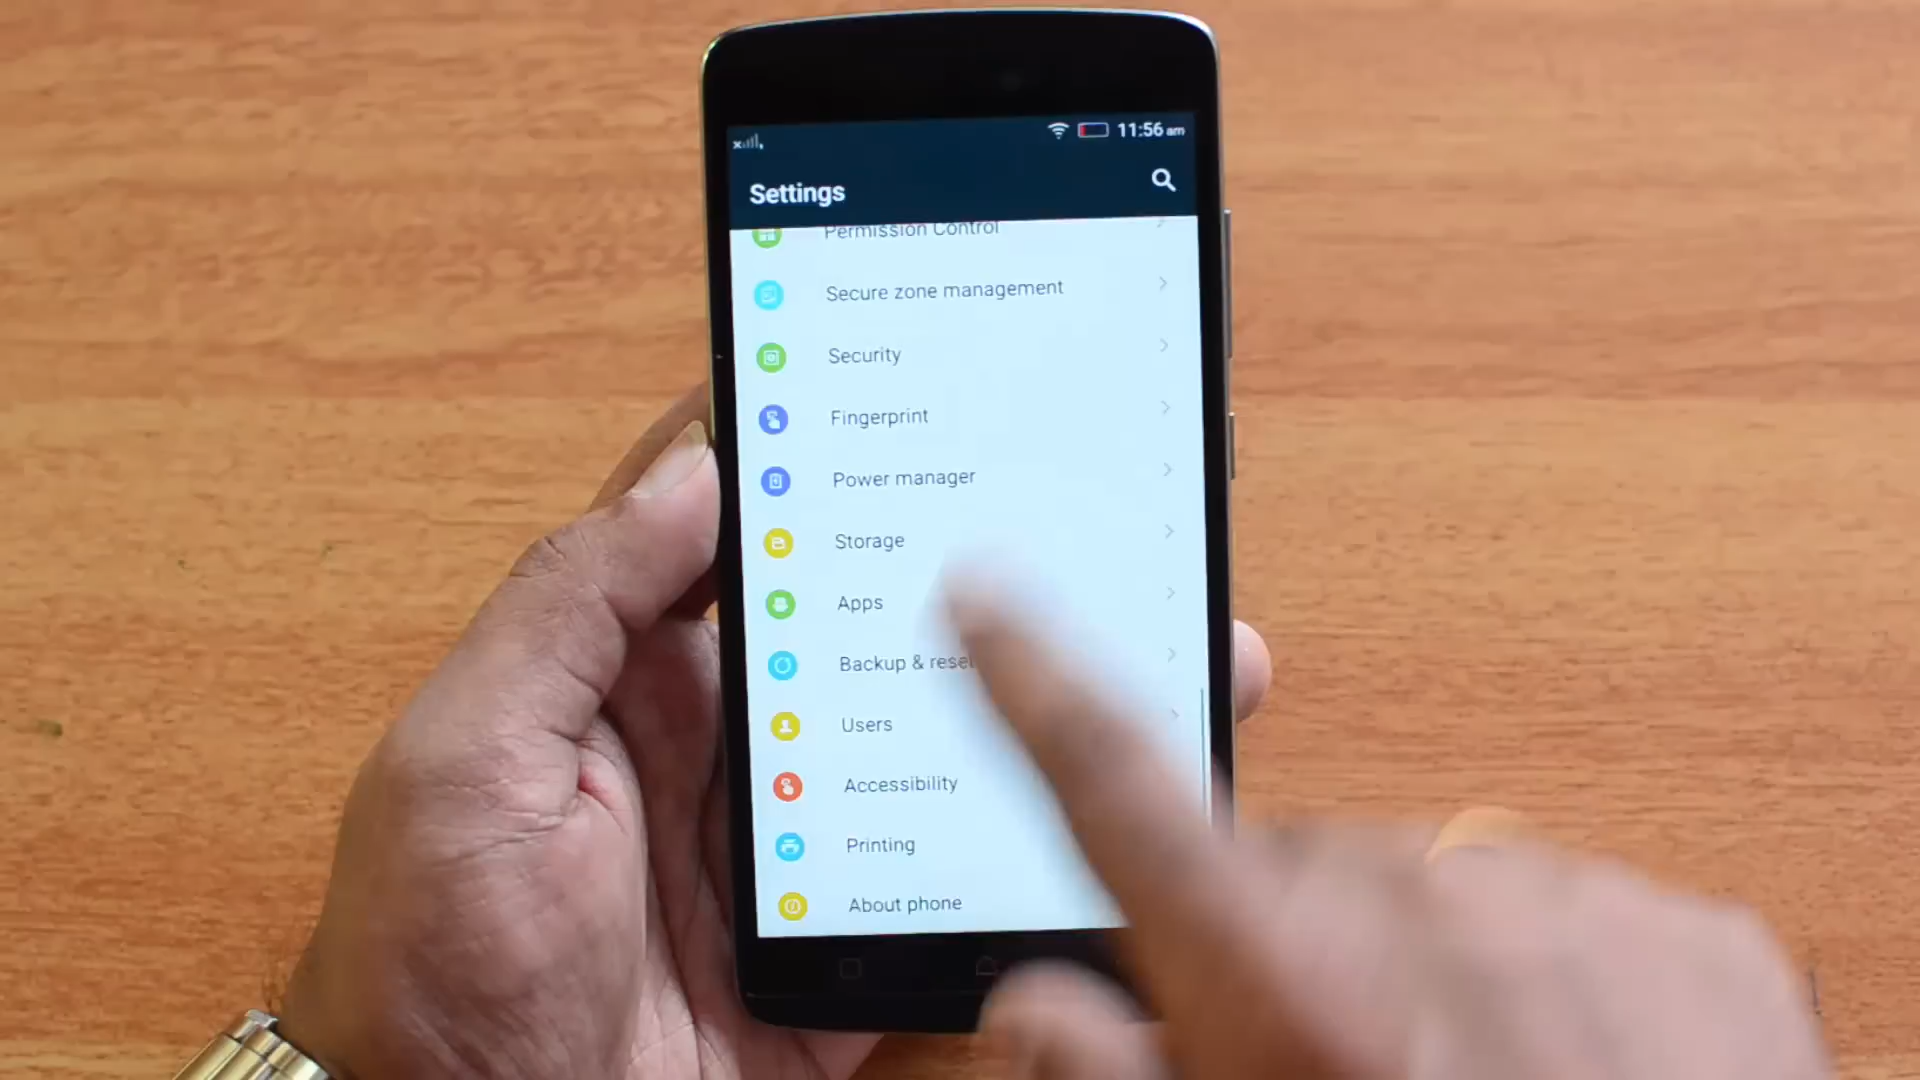 11:56 am
Settings
Permission Control
Secure zone management
Security
Fingerprint
Power manager
Storage
Apps
Backup & reset
Users
Accessibility
Printing
About phone